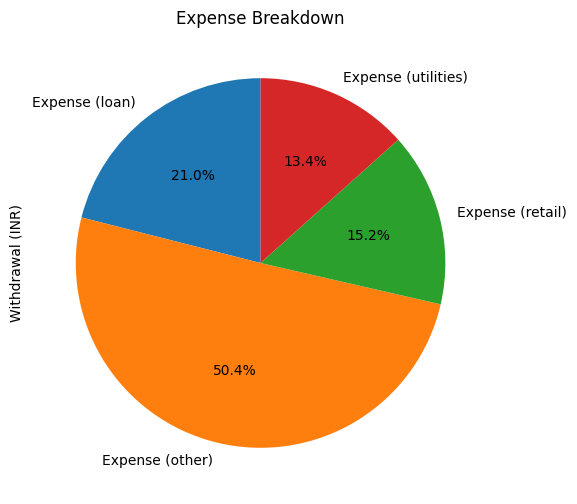 Expense Breakdown
Expense (utilities)
Expense (loan)
13.4%
21.0%
Expense (retail)
15.2%
Withdrawal (INR)
50.4%
Expense (other)